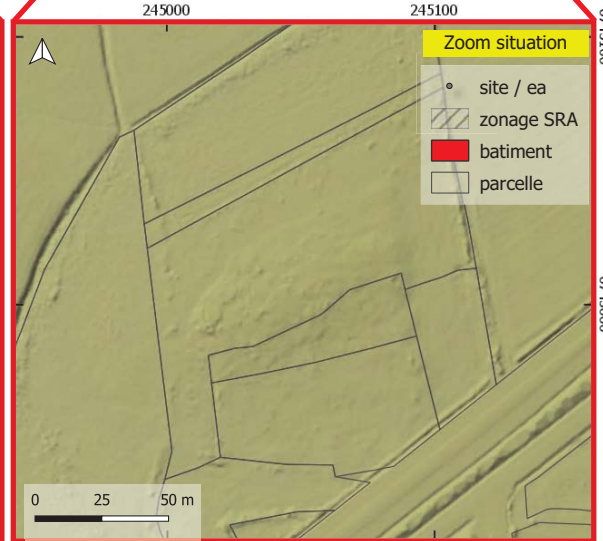 245000 245100
Zoom situation
site / ea
zonage SRA
batiment
parcelle
0 25 50 m